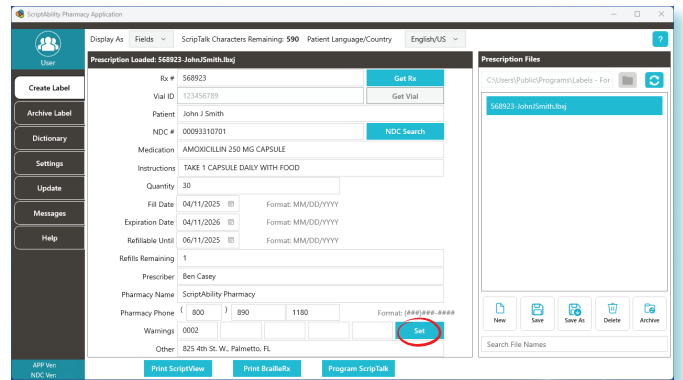 ScriptAbility Pharmacy Application
Display As Fields ScripTalk Characters Remaining: 590 Patient Language/Country English/US ?
User
Create Label
Archive Label
Dictionary
Settings
Update
Messages
Help
APP Ver:
NDC Ver:
Prescription Loaded: 568923-JohnJSmith.lbxj
Rx # 568923 Get Rx
Vial ID 123456789 Get Vial
Patient John J Smith
NDC # 00093310701 NDC Search
Medication AMOXICILLIN 250 MG CAPSULE
Instructions TAKE 1 CAPSULE DAILY WITH FOOD
Quantity 30
Fill Date 04/11/2025 Format: MM/DD/YYYY
Expiration Date 04/11/2026 Format: MM/DD/YYYY
Refillable Until 06/11/2025 Format: MM/DD/YYYY
Refills Remaining 1
Prescriber Ben Casey
Pharmacy Name ScriptAbility Pharmacy
Pharmacy Phone ( 800 ) 890 1180 Format: (###)###-####
Warnings 0002 Set
Other 825 4th St. W., Palmetto, FL
Print ScriptView Print BrailleRx Program ScripTalk
Prescription Files
C:\Users\Public\Programs\Labels - For
568923-JohnJSmith.lbxj
New Save Save As Delete Archive
Search File Names